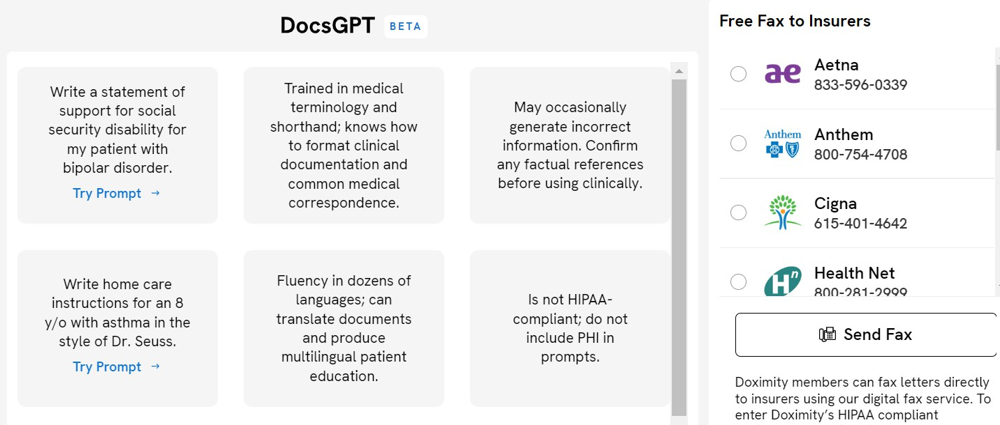 DocsGPT BETA
Write a statement of
support for social
security disability for
my patient with
bipolar disorder.
Try Prompt →
Trained in medical
terminology and
shorthand; knows how
to format clinical
documentation and
common medical
correspondence.
May occasionally
generate incorrect
information. Confirm
any factual references
before using clinically.
Write home care
instructions for an 8
y/o with asthma in the
style of Dr. Seuss.
Try Prompt →
Fluency in dozens of
languages; can
translate documents
and produce
multilingual patient
education.
Is not HIPAA-
compliant; do not
include PHI in
prompts.
Free Fax to Insurers
ae
Aetna
833-596-0339
Anthem
Anthem
800-754-4708
Cigna
615-401-4642
Hn
Health Net
800-281-2999
Send Fax
Doximity members can fax letters directly
to insurers using our digital fax service. To
enter Doximity’s HIPAA compliant